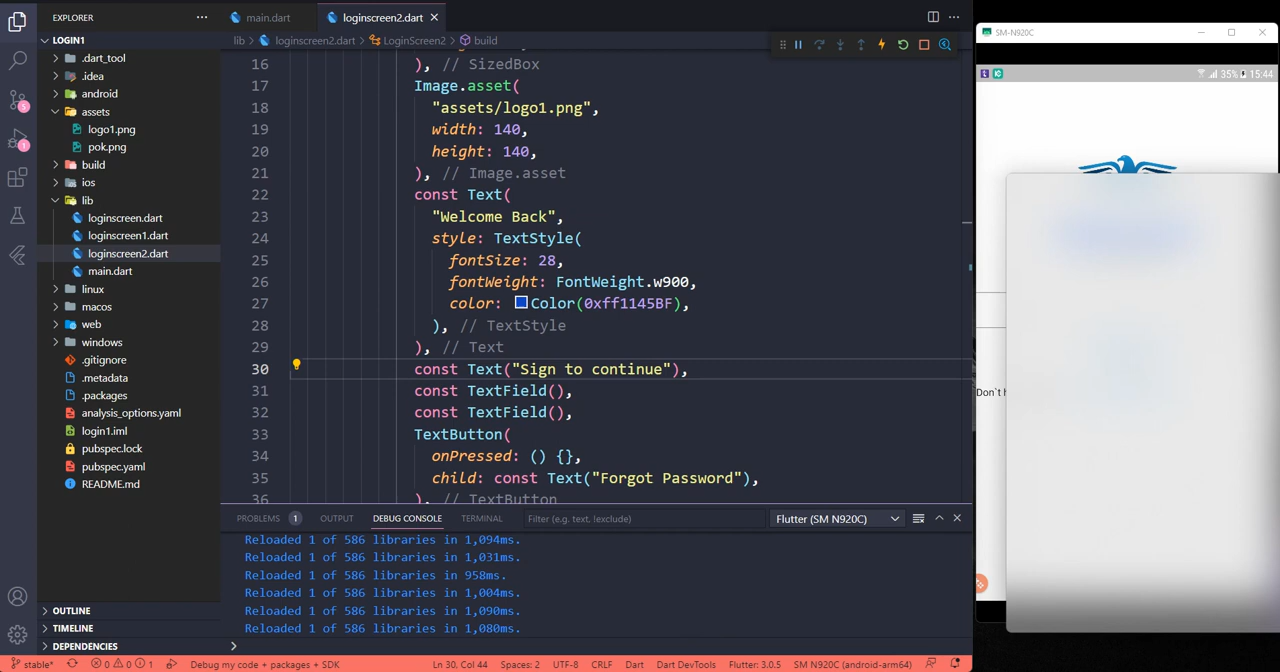 EXPLORER
LOGIN1
.dart_tool
.idea
android
assets
logo1.png
pok.png
build
ios
lib
loginscreen.dart
loginscreen1.dart
loginscreen2.dart
main.dart
linux
macos
web
windows
.gitignore
.metadata
.packages
analysis_options.yaml
login1.iml
pubspec.lock
pubspec.yaml
README.md
OUTLINE
TIMELINE
DEPENDENCIES
5
1
main.dart
loginscreen2.dart
lib > loginscreen2.dart > LoginScreen2 > build
16 ), // SizedBox
17 Image.asset(
18 "assets/logo1.png",
19 width: 140,
20 height: 140,
21 ), // Image.asset
22 const Text(
23 "Welcome Back",
24 style: TextStyle(
25 fontSize: 28,
26 fontWeight: FontWeight.w900,
27 color: Color(0xff1145BF),
28 ), // TextStyle
29 ), // Text
30 const Text("Sign to continue"),
31 const TextField(),
32 const TextField(),
33 TextButton(
34 onPressed: () {},
35 child: const Text("Forgot Password"),
36 ), // TextButton
PROBLEMS 1 OUTPUT DEBUG CONSOLE TERMINAL Filter (e.g. text, !exclude) Flutter (SM N920C)
Reloaded 1 of 586 libraries in 1,094ms.
Reloaded 1 of 586 libraries in 1,031ms.
Reloaded 1 of 586 libraries in 958ms.
Reloaded 1 of 586 libraries in 1,004ms.
Reloaded 1 of 586 libraries in 1,090ms.
Reloaded 1 of 586 libraries in 1,080ms.
stable* 0 0 1 Debug my code + packages + SDK Ln 30, Col 44 Spaces: 2 UTF-8 CRLF Dart Dart DevTools Flutter: 3.0.5 SM N920C (android-arm64)
SM-N920C
35% 15:44
Don`t